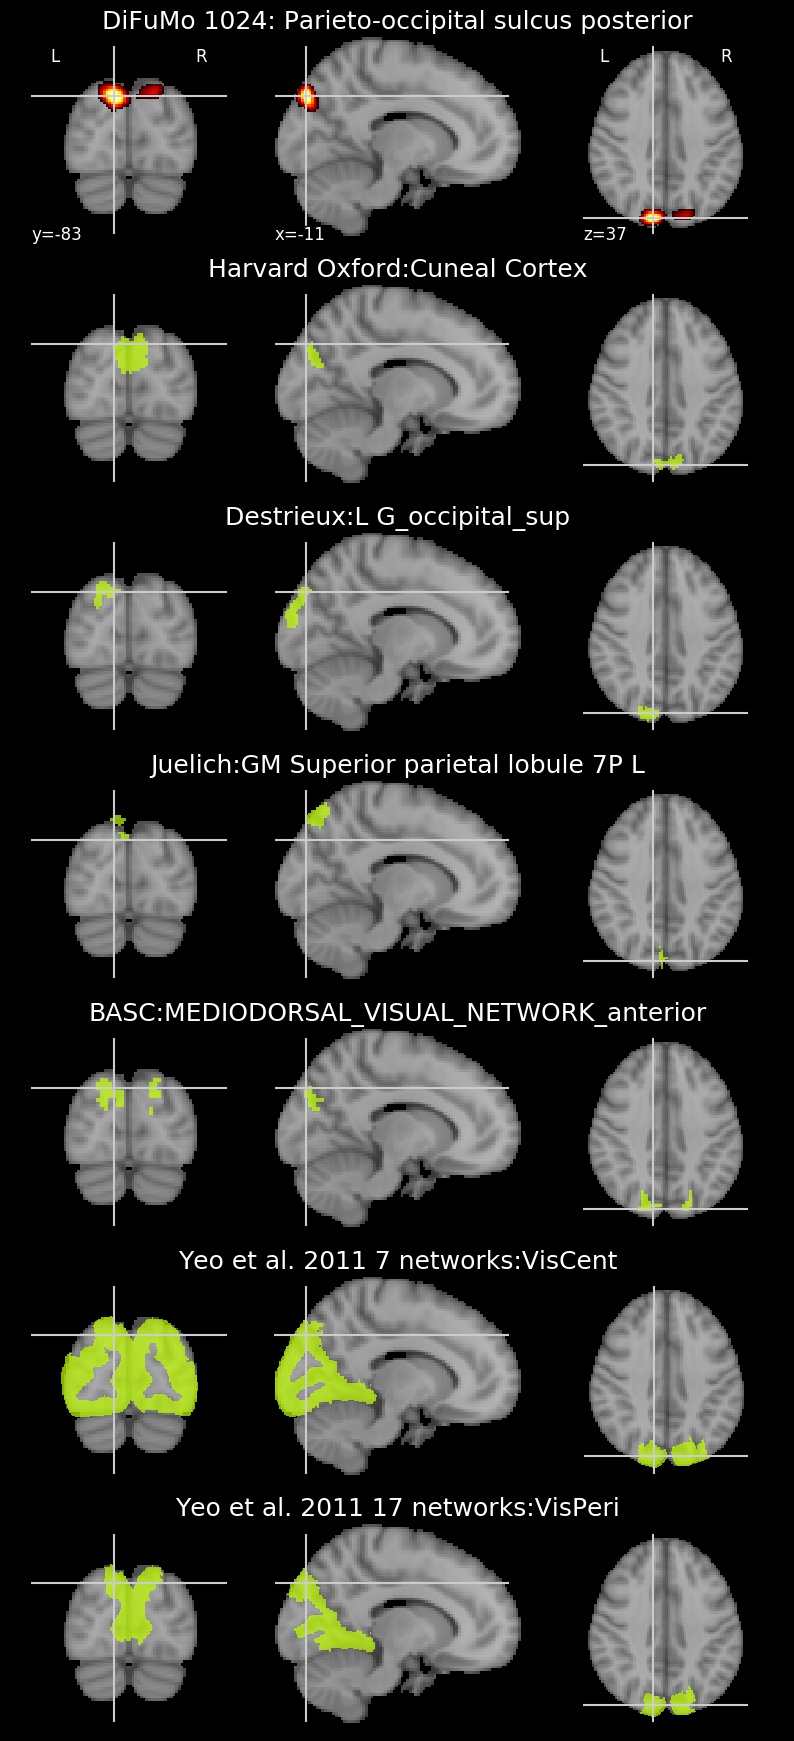 DiFuMo 1024: Parieto-occipital sulcus posterior
L R L R
y=-83 x=-11 z=37
Harvard Oxford:Cuneal Cortex
Destrieux:L G_occipital_sup
Juelich:GM Superior parietal lobule 7P L
BASC:MEDIODORSAL_VISUAL_NETWORK_anterior
Yeo et al. 2011 7 networks:VisCent
Yeo et al. 2011 17 networks:VisPeri